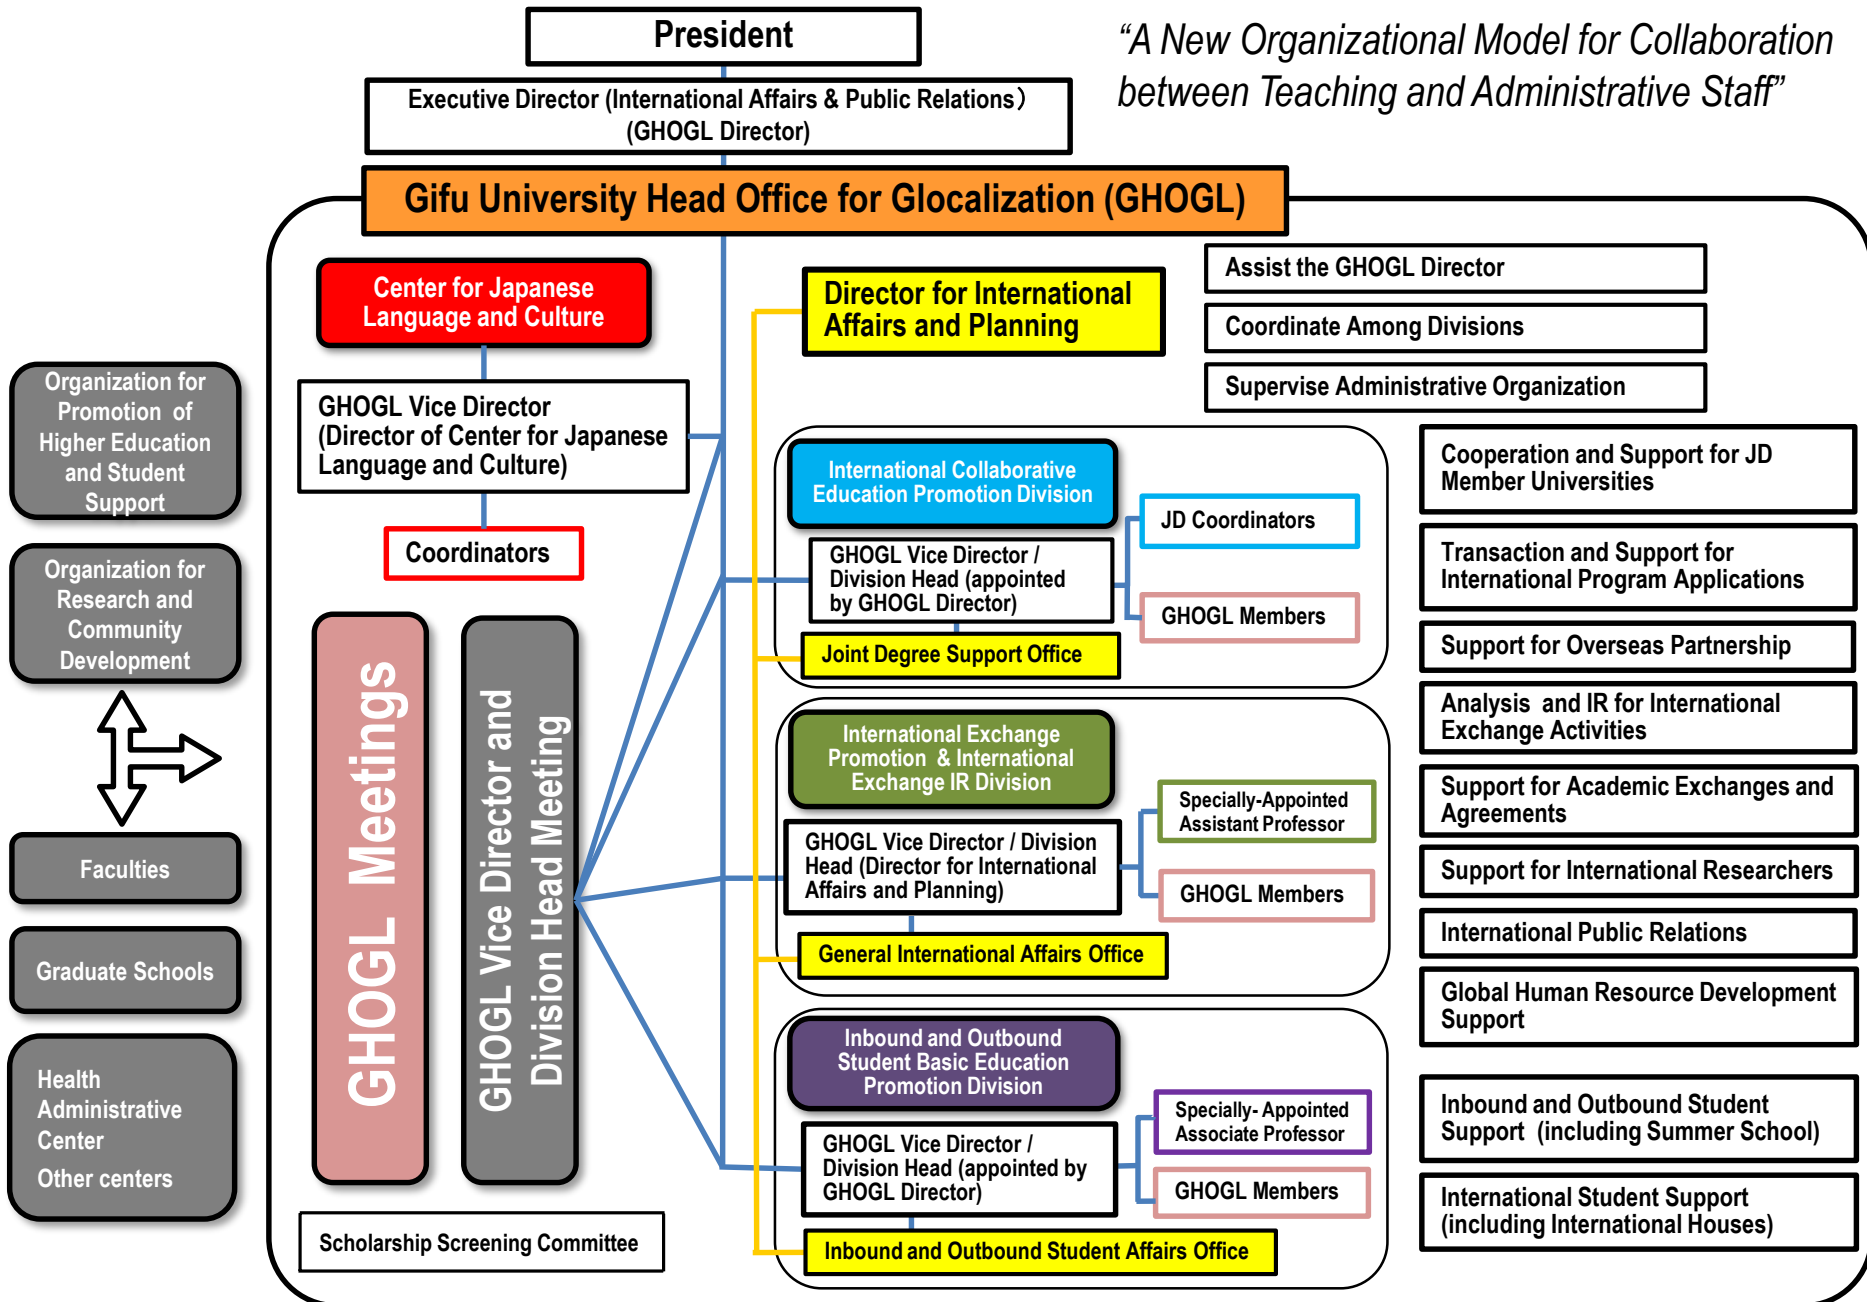 President
“A New Organizational Model for Collaboration
between Teaching and Administrative Staff”
Executive Director (International Affairs & Public Relations）
(GHOGL Director)
Gifu University Head Office for Glocalization (GHOGL)
Center for Japanese
Language and Culture
GHOGL Vice Director
(Director of Center for Japanese
Language and Culture)
Coordinators
Director for International
Affairs and Planning
Assist the GHOGL Director
Coordinate Among Divisions
Supervise Administrative Organization
Organization for
Promotion of
Higher Education
and Student
Support
Organization for
Research and
Community
Development
Faculties
Graduate Schools
Health
Administrative
Center
Other centers
GHOGL Meetings
GHOGL Vice Director and
Division Head Meeting
Scholarship Screening Committee
International Collaborative
Education Promotion Division
GHOGL Vice Director /
Division Head (appointed
by GHOGL Director)
JD Coordinators
GHOGL Members
Joint Degree Support Office
International Exchange
Promotion & International
Exchange IR Division
GHOGL Vice Director / Division
Head (Director for International
Affairs and Planning)
Specially-Appointed
Assistant Professor
GHOGL Members
General International Affairs Office
Inbound and Outbound
Student Basic Education
Promotion Division
GHOGL Vice Director /
Division Head (appointed by
GHOGL Director)
Specially- Appointed
Associate Professor
GHOGL Members
Inbound and Outbound Student Affairs Office
Cooperation and Support for JD
Member Universities
Transaction and Support for
International Program Applications
Support for Overseas Partnership
Analysis and IR for International
Exchange Activities
Support for Academic Exchanges and
Agreements
Support for International Researchers
International Public Relations
Global Human Resource Development
Support
Inbound and Outbound Student
Support (including Summer School)
International Student Support
(including International Houses)